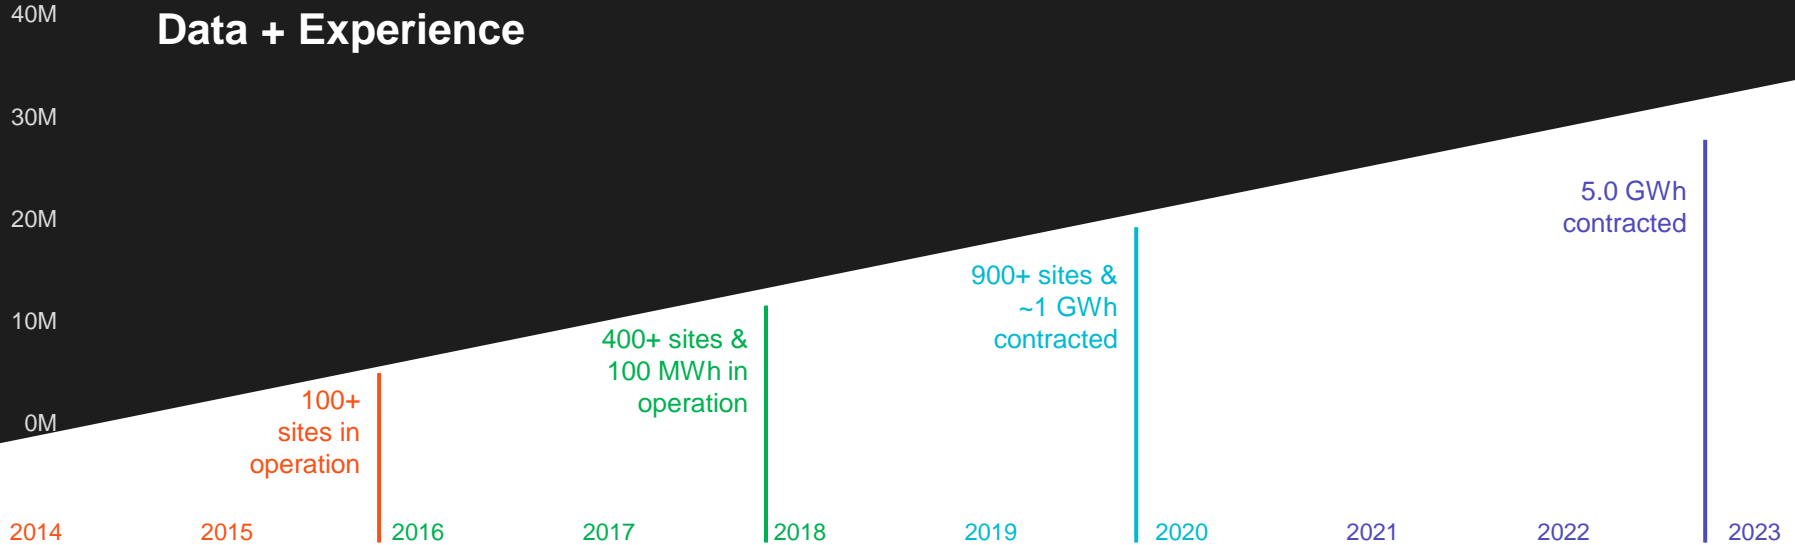 Data + Experience
40M
30M
20M
10M
0M
100+
sites in
operation
400+ sites &
100 MWh in
operation
900+ sites &
~1 GWh
contracted
5.0 GWh
contracted
2014
2015
2016
2017
2018
2019
2020
2021
2022
2023